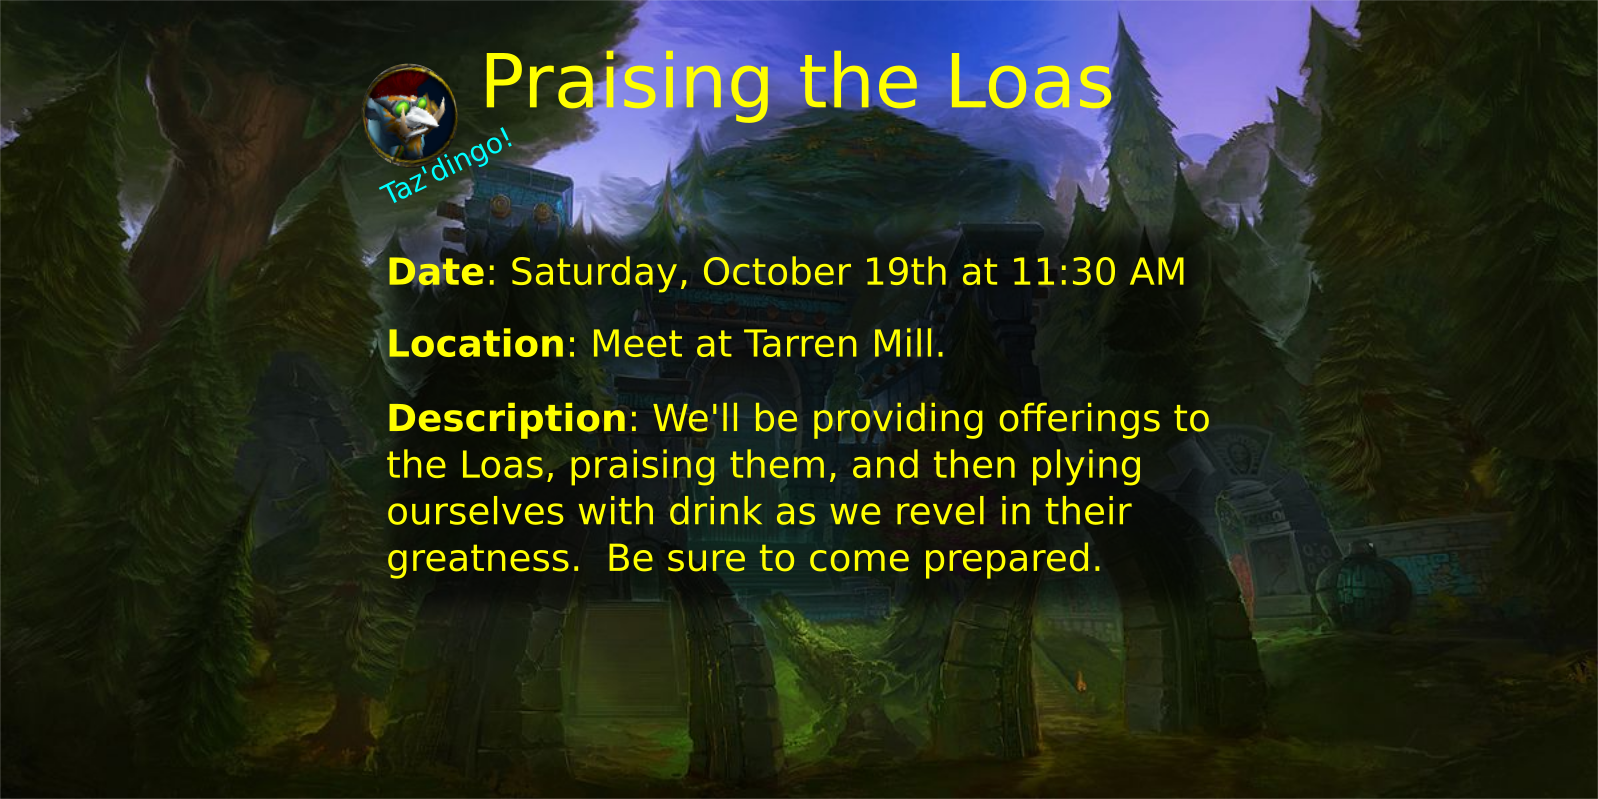 Praising the Loas
Taz'dingo!
Date: Saturday, October 19th at 11:30 AM
Location: Meet at Tarren Mill.
Description: We'll be providing offerings to
the Loas, praising them, and then plying
ourselves with drink as we revel in their
greatness.  Be sure to come prepared.